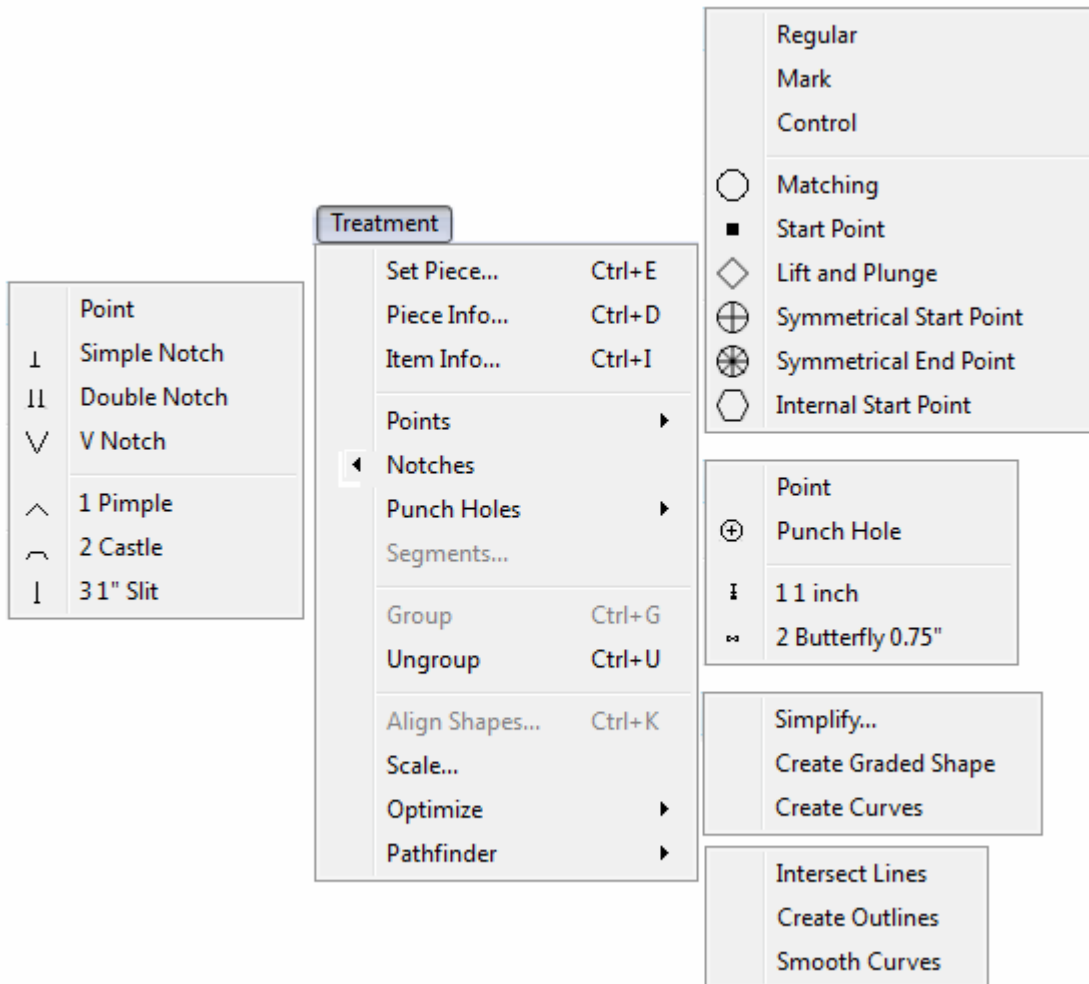 Treatment
Set Piece... Ctrl+E
Piece Info... Ctrl+D
Item Info... Ctrl+I
Points
Notches
Punch Holes
Segments...
Group Ctrl+G
Ungroup Ctrl+U
Align Shapes... Ctrl+K
Scale...
Optimize
Pathfinder
Point
Simple Notch
Double Notch
V Notch
1 Pimple
2 Castle
3 1" Slit
Regular
Mark
Control
Matching
Start Point
Lift and Plunge
Symmetrical Start Point
Symmetrical End Point
Internal Start Point
Point
Punch Hole
1 1 inch
2 Butterfly 0.75"
Simplify...
Create Graded Shape
Create Curves
Intersect Lines
Create Outlines
Smooth Curves